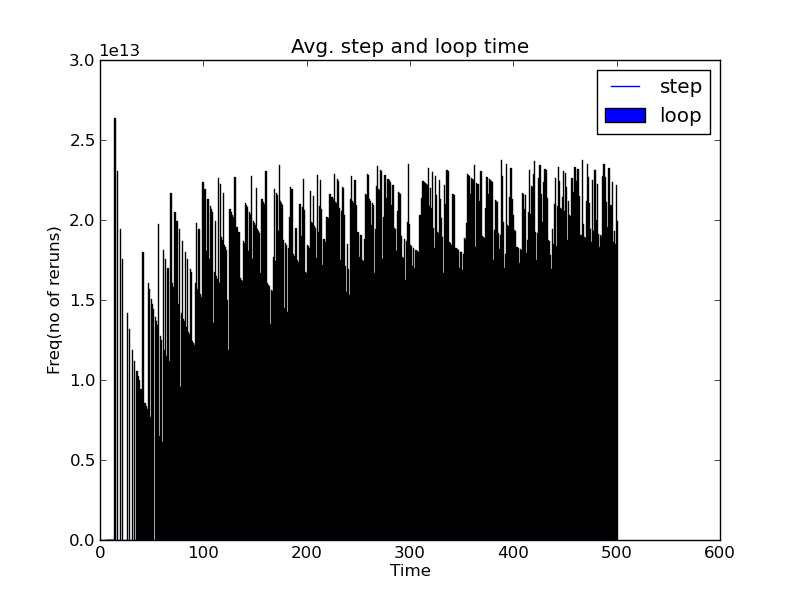 Avg. step and loop time
1e13
3.0
2.5
2.0
1.5
1.0
0.5
0.0
Freq(no of reruns)
step
loop
0 100 200 300 400 500 600
Time